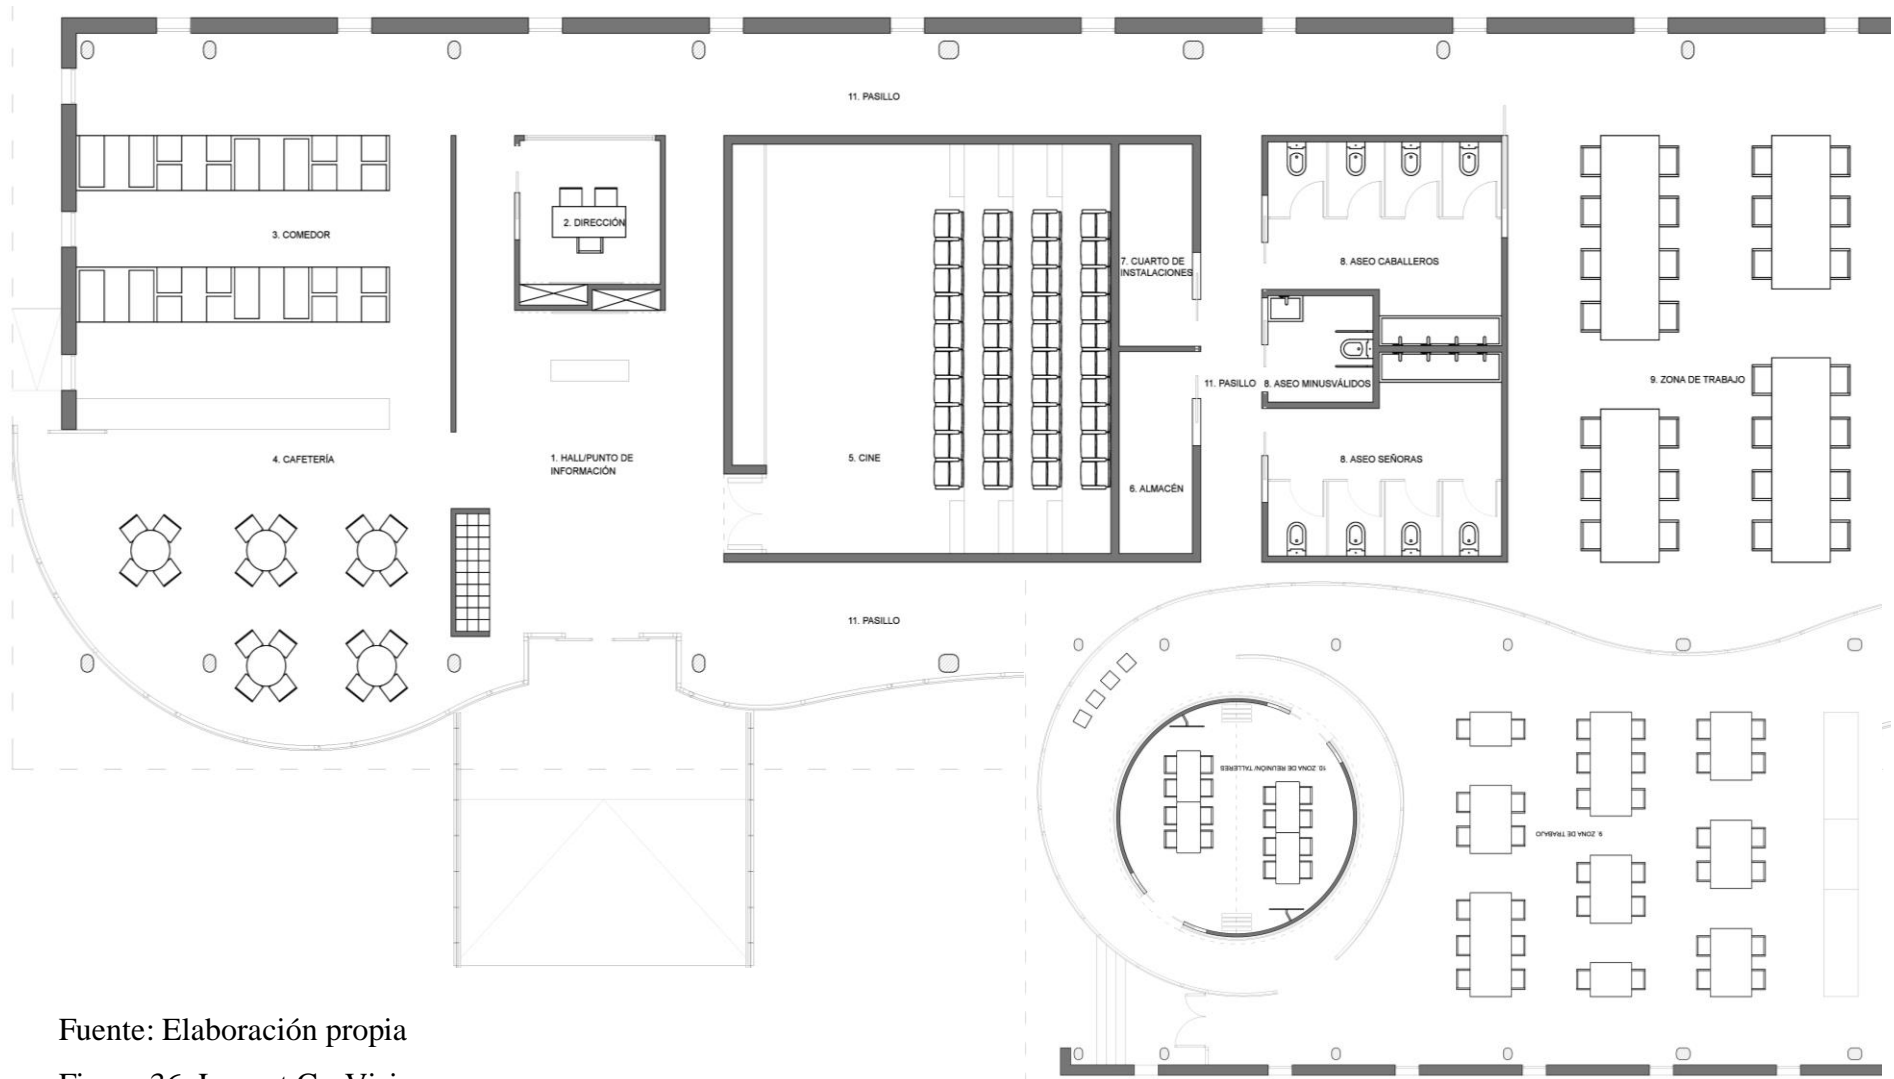 11. PASILLO
2. DIRECCIÓN
3. COMEDOR
7. CUARTO DE
INSTALACIONES
8. ASEO CABALLEROS
11. PASILLO
8. ASEO MINUSVÁLIDOS
9. ZONA DE TRABAJO
4. CAFETERÍA
1. HALL/PUNTO DE
INFORMACIÓN
5. CINE
8. ASEO SEÑORAS
6. ALMACÉN
11. PASILLO
10. ZONA DE REUNIÓN/ TALLERES
9. ZONA DE TRABAJO
Fuente: Elaboración propia